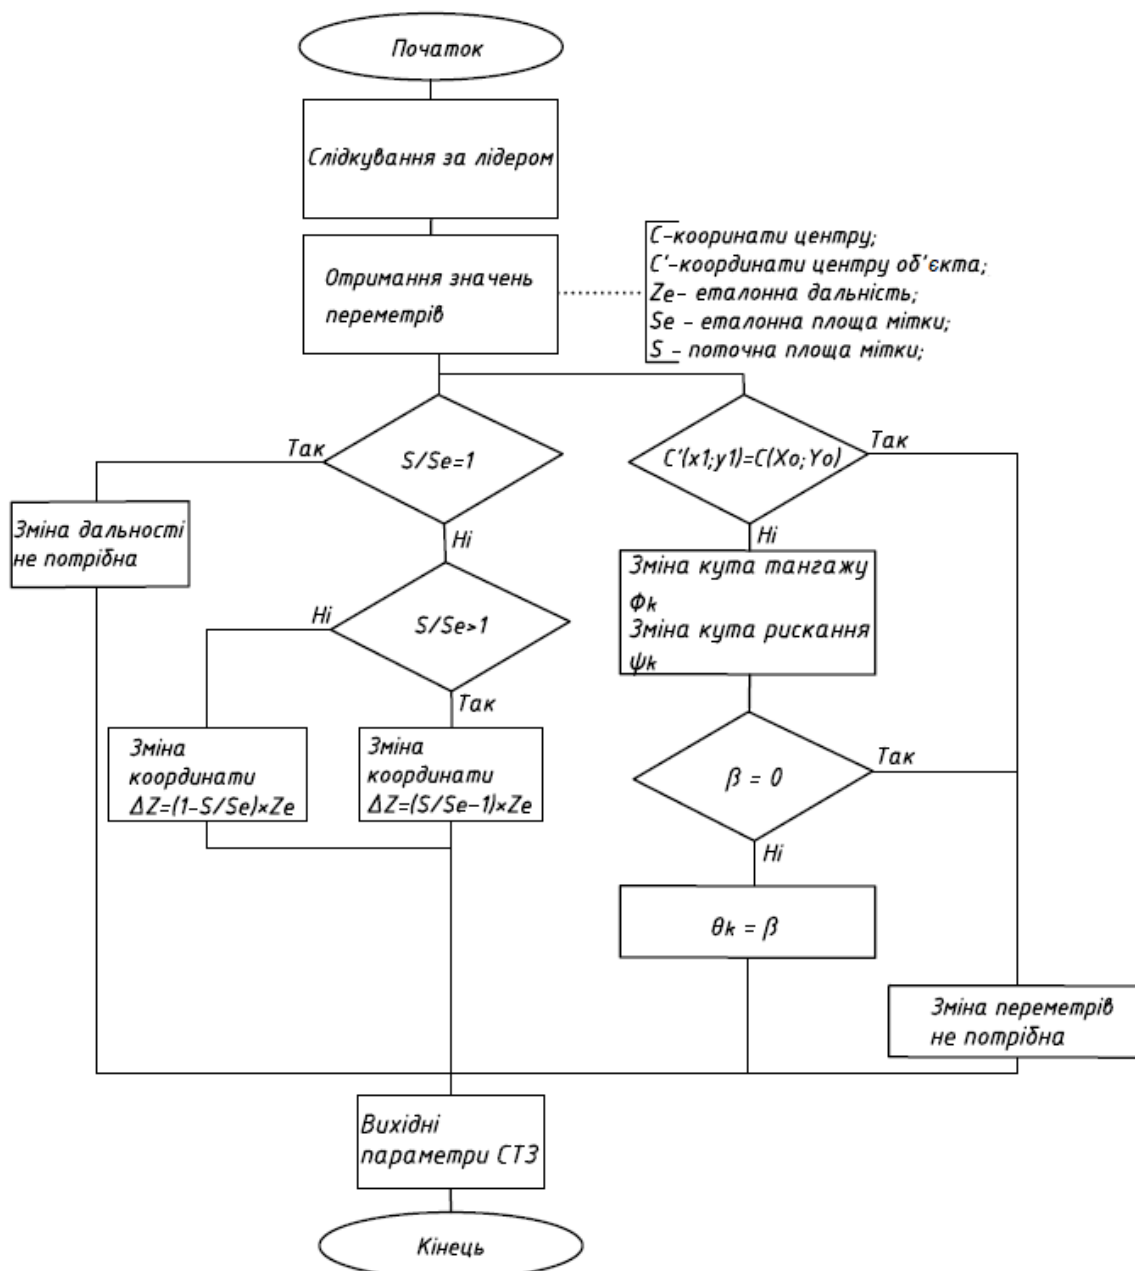 Початок
Слідкування за лідером
Отримання значень
переметрів
C-кооринати центру;
C'-координати центру об'єкта;
Ze- еталонна дальність;
Se - еталонна площа мітки;
S - поточна площа мітки;
Так
S/Se=1
C'(x1;y1)=C(Xo;Yo)
Так
Зміна дальності
не потрібна
Ні
Ні
Зміна кута тангажу
Φk
Зміна кута рискання
ψk
Ні
S/Se>1
Так
Зміна
координати
ΔZ=(1-S/Se)×Ze
Зміна
координати
ΔZ=(S/Se-1)×Ze
β = 0
Так
Ні
θk = β
Зміна переметрів
не потрібна
Вихідні
параметри СТЗ
Кінець